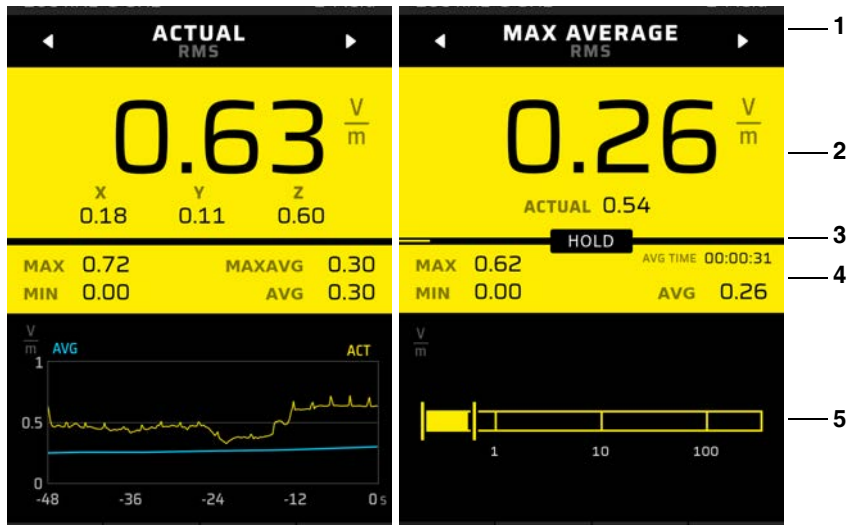 ACTUAL
RMS
0.63 V/m
X Y Z
0.18 0.11 0.60
MAX 0.72 MAXAVG 0.30
MIN 0.00 AVG 0.30
V/m AVG ACT
1
0.5
0
-48 -36 -24 -12 0 s
MAX AVERAGE
RMS
0.26 V/m
ACTUAL 0.54
HOLD
MAX 0.62 AVG TIME 00:00:31
MIN 0.00 AVG 0.26
V/m
1 10 100
1
2
3
4
5